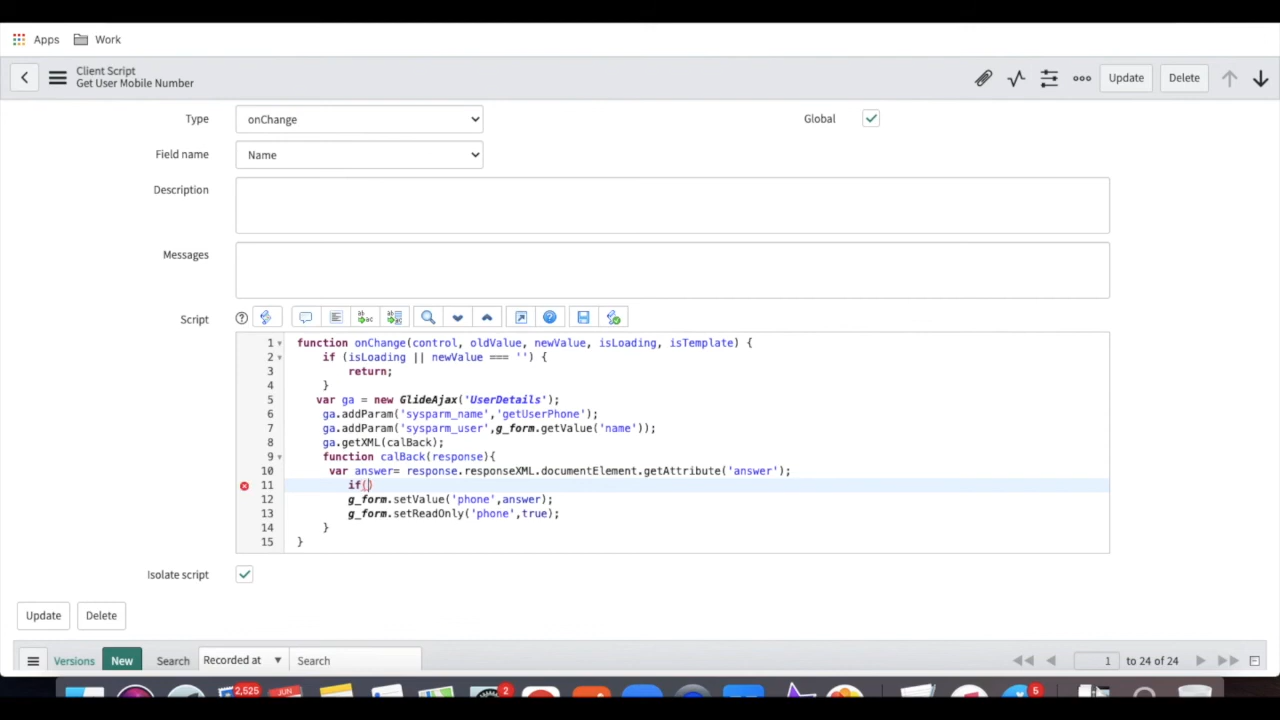 Apps Work
Client Script
Get User Mobile Number
Update Delete
Type onChange Global
Field name Name
Description
Messages
Script
1 function onChange(control, oldValue, newValue, isLoading, isTemplate) {
2 if (isLoading || newValue === '') {
3 return;
4 }
5 var ga = new GlideAjax('UserDetails');
6 ga.addParam('sysparm_name','getUserPhone');
7 ga.addParam('sysparm_user',g_form.getValue('name'));
8 ga.getXML(calBack);
9 function calBack(response){
10 var answer= response.responseXML.documentElement.getAttribute('answer');
11 if()
12 g_form.setValue('phone',answer);
13 g_form.setReadOnly('phone',true);
14 }
15 }
Isolate script
Update Delete
Versions New Search Recorded at Search 1 to 24 of 24
2,525 JUN 2 5